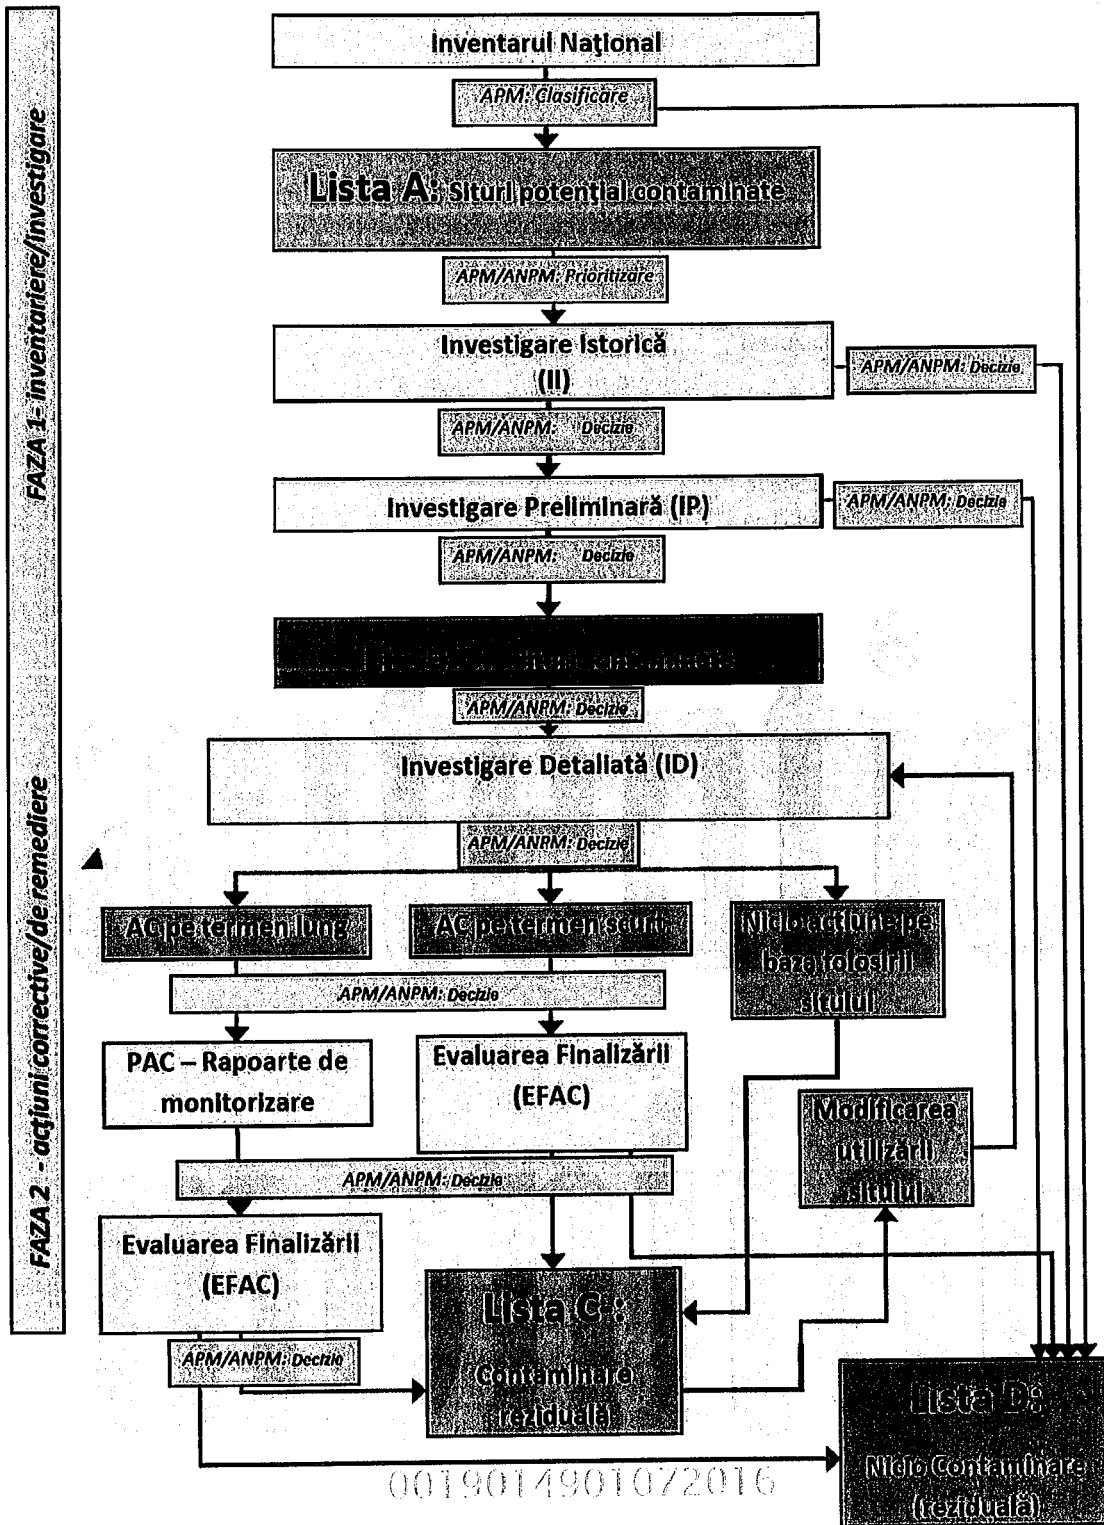 FAZA 1- inventariere/investigare
FAZA 2 - acțiuni corrective/de remediere
Inventarul Național
APM: Clasificare
Lista A: Situri potențial contaminate
APM/ANPM: Prioritizare
Investigare Istorică
(II)
APM/ANPM: Decizie
APM/ANPM: Decizie
Investigare Preliminară (IP)
APM/ANPM: Decizie
APM/ANPM: Decizie
APM/ANPM: Decizie
Investigare Detaliată (ID)
APM/ANPM: Decizie
AC pe termen lung
AC pe termen scurt
Nicio acțiune pe
baza folosirii
sitului
APM/ANPM: Decizie
PAC – Rapoarte de
monitorizare
Evaluarea Finalizării
(EFAC)
Modificarea
utilizării
sitului
APM/ANPM: Decizie
Evaluarea Finalizării
(EFAC)
APM/ANPM: Decizie
Lista C:
Contaminare
reziduală
Lista D:
Nicio Contaminare
(reziduală)
0019014901072016